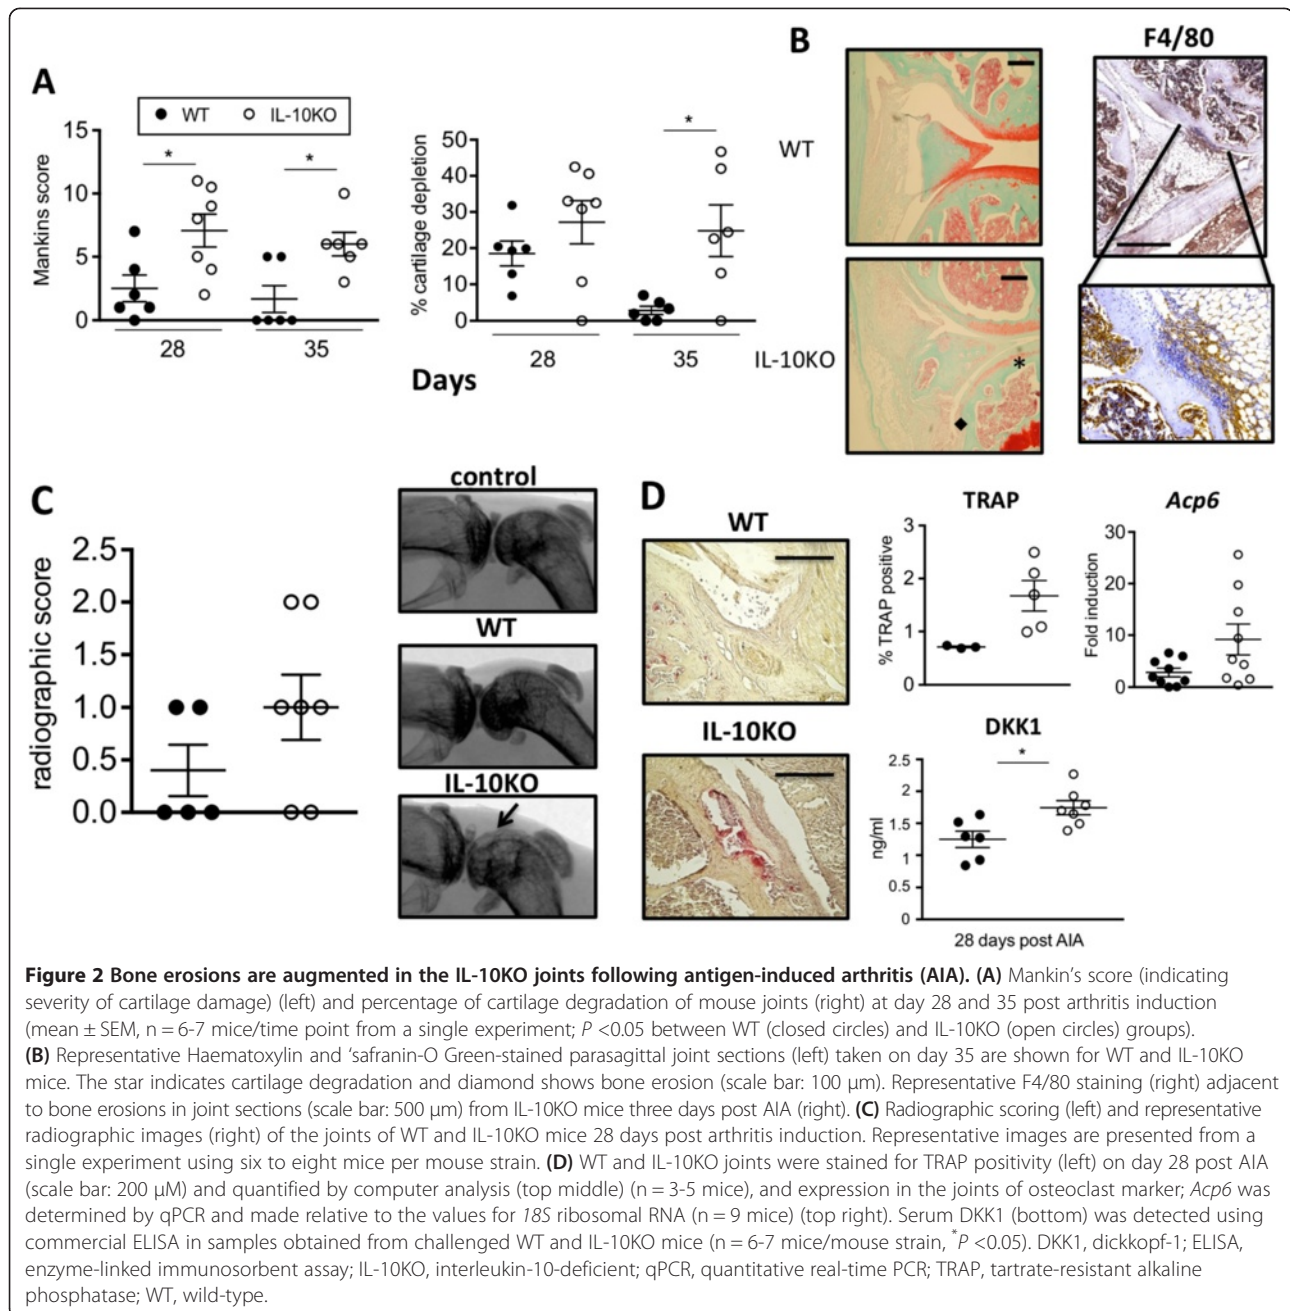 A
WT IL-10KO
Mankins score
15
10
5
0
28 35
% cartilage depletion
50
40
30
20
10
0
28 35
Days
*
*
*
B
WT
IL-10KO
*
F4/80
C
radiographic score
2.5
2.0
1.5
1.0
0.5
0.0
control
WT
IL-10KO
D
WT
IL-10KO
TRAP
% TRAP positive
3
2
1
0
Acp6
Fold induction
30
20
10
0
DKK1
*
ng/ml
2.5
2
1.5
1
0.5
0
28 days post AIA
Figure 2 Bone erosions are augmented in the IL-10KO joints following antigen-induced arthritis (AIA). (A) Mankin's score (indicating
severity of cartilage damage) (left) and percentage of cartilage degradation of mouse joints (right) at day 28 and 35 post arthritis induction
(mean ± SEM, n = 6-7 mice/time point from a single experiment; P <0.05 between WT (closed circles) and IL-10KO (open circles) groups).
(B) Representative Haematoxylin and ‘safranin-O Green-stained parasagittal joint sections (left) taken on day 35 are shown for WT and IL-10KO
mice. The star indicates cartilage degradation and diamond shows bone erosion (scale bar: 100 μm). Representative F4/80 staining (right) adjacent
to bone erosions in joint sections (scale bar: 500 μm) from IL-10KO mice three days post AIA (right). (C) Radiographic scoring (left) and representative
radiographic images (right) of the joints of WT and IL-10KO mice 28 days post arthritis induction. Representative images are presented from a
single experiment using six to eight mice per mouse strain. (D) WT and IL-10KO joints were stained for TRAP positivity (left) on day 28 post AIA
(scale bar: 200 μM) and quantified by computer analysis (top middle) (n = 3-5 mice), and expression in the joints of osteoclast marker; Acp6 was
determined by qPCR and made relative to the values for 18S ribosomal RNA (n = 9 mice) (top right). Serum DKK1 (bottom) was detected using
commercial ELISA in samples obtained from challenged WT and IL-10KO mice (n = 6-7 mice/mouse strain, *P <0.05). DKK1, dickkopf-1; ELISA,
enzyme-linked immunosorbent assay; IL-10KO, interleukin-10-deficient; qPCR, quantitative real-time PCR; TRAP, tartrate-resistant alkaline
phosphatase; WT, wild-type.